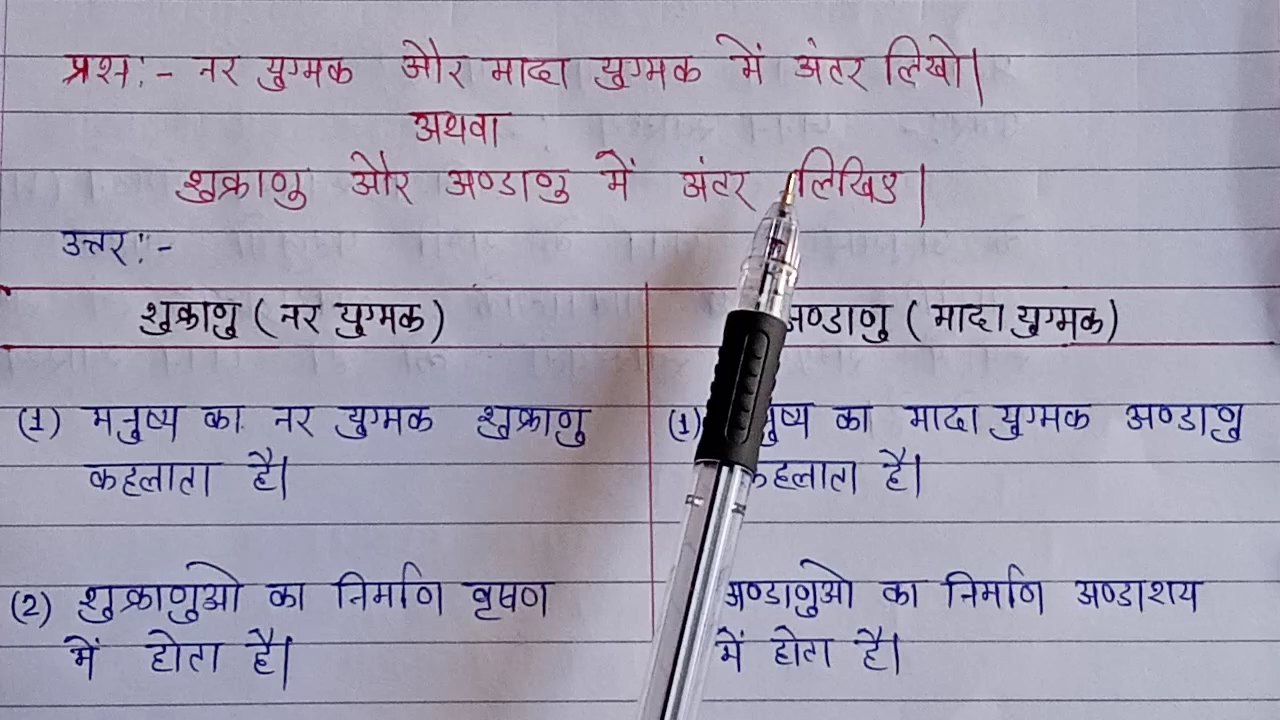 प्रश्न:- नर युग्मक और मादा युग्मक में अंतर लिखो।
अथवा
शुक्राणु और अण्डाणु में अंतर लिखिए।
उत्तर:-
शुक्राणु (नर युग्मक)
अण्डाणु (मादा युग्मक)
(1) मनुष्य का नर युग्मक शुक्राणु
कहलाता है।
(1) का मादा युग्मक अण्डाणु
कहलाता है।
(2) शुक्राणुओ का निर्माण वृषण
में होता है।
अण्डाणुओ का निर्माण अण्डाशय
में होता है।